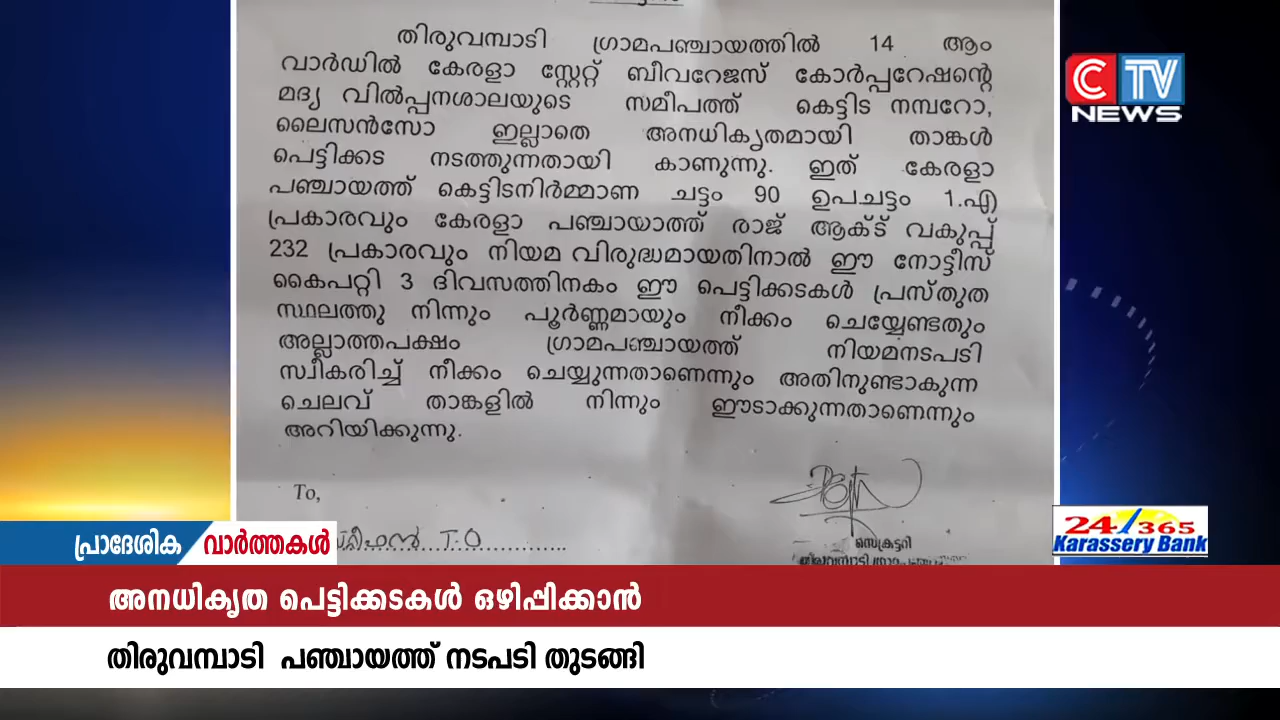 തിരുവമ്പാടി ഗ്രാമപഞ്ചായത്തിൽ 14 ആം
വാർഡിൽ കേരളാ സ്റ്റേറ്റ് ബീവറേജസ് കോർപ്പറേഷന്റെ
മദ്യ വിൽപ്പനശാലയുടെ സമീപത്ത് കെട്ടിട നമ്പറോ,
ലൈസൻസോ ഇല്ലാതെ അനധികൃതമായി താങ്കൾ
പെട്ടിക്കട നടത്തുന്നതായി കാണുന്നു. ഇത് കേരളാ
പഞ്ചായത്ത് കെട്ടിടനിർമ്മാണ ചട്ടം 90 ഉപചട്ടം 1.എ
പ്രകാരവും കേരളാ പഞ്ചായാത്ത് രാജ് ആക്ട് വകുപ്പ്
232 പ്രകാരവും നിയമ വിരുദ്ധമായതിനാൽ ഈ നോട്ടീസ്
കൈപറ്റി 3 ദിവസത്തിനകം ഈ പെട്ടിക്കടകൾ പ്രസ്തുത
സ്ഥലത്തു നിന്നും പൂർണ്ണമായും നീക്കം ചെയ്യേണ്ടതും
അല്ലാത്തപക്ഷം ഗ്രാമപഞ്ചായത്ത് നിയമനടപടി
സ്വീകരിച്ച് നീക്കം ചെയ്യുന്നതാണെന്നും അതിനുണ്ടാകുന്ന
ചെലവ് താങ്കളിൽ നിന്നും ഈടാക്കുന്നതാണെന്നും
അറിയിക്കുന്നു.
To,
T.O
സെക്രട്ടറി
CTV
NEWS
24/365
Karassery Bank
പ്രാദേശിക വാർത്തകൾ
അനധികൃത പെട്ടിക്കടകൾ ഒഴിപ്പിക്കാൻ
തിരുവമ്പാടി പഞ്ചായത്ത് നടപടി തുടങ്ങി